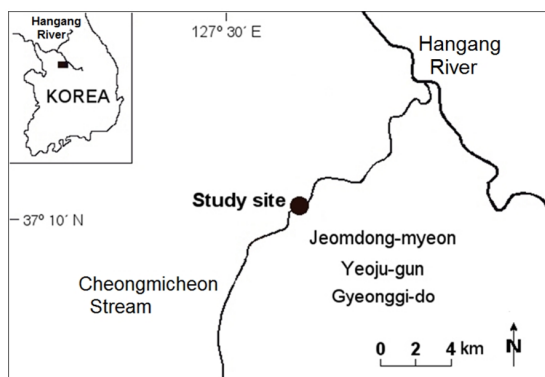 Hangang
River
KOREA
127° 30´ E
Hangang
River
Study site
37° 10´ N
Jeomdong-myeon
Yeoju-gun
Gyeonggi-do
Cheongmicheon
Stream
0 2 4 km
N